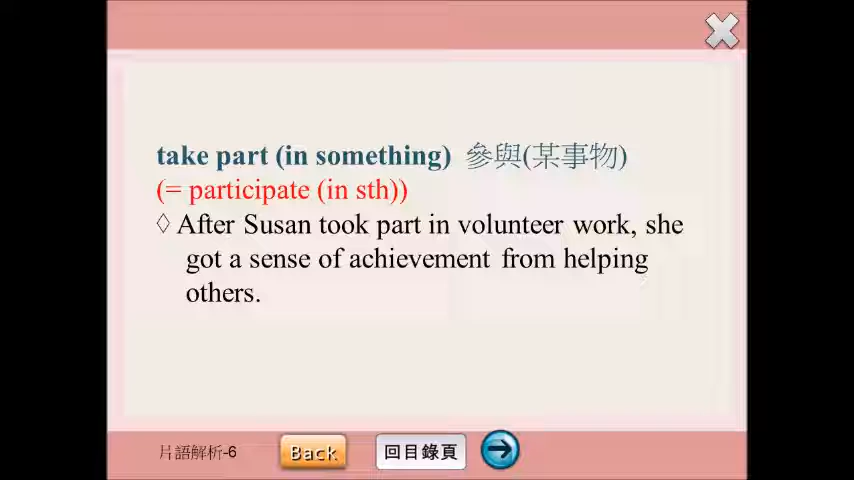 take part (in something) 參與(某事物)
(= participate (in sth))
◊ After Susan took part in volunteer work, she
got a sense of achievement from helping
others.
片語解析-6
Back
回目錄頁